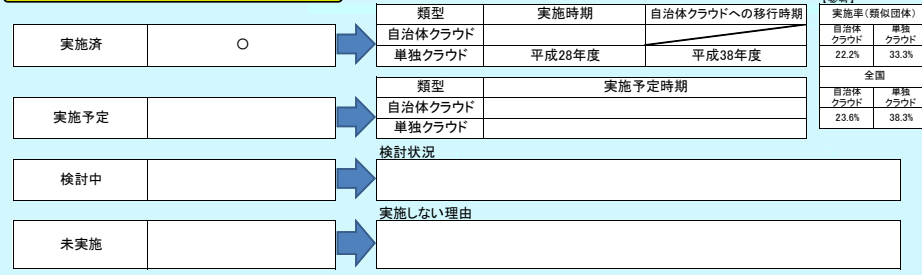 【参考】
類型 実施時期 自治体クラウドへの移行時期
実施済 ○
自治体クラウド
単独クラウド 平成28年度 平成38年度
実施率(類似団体)
自治体クラウド 単独クラウド
22.2% 33.3%
全国
自治体クラウド 単独クラウド
23.6% 38.3%
類型 実施予定時期
実施予定
自治体クラウド
単独クラウド
検討状況
検討中
実施しない理由
未実施